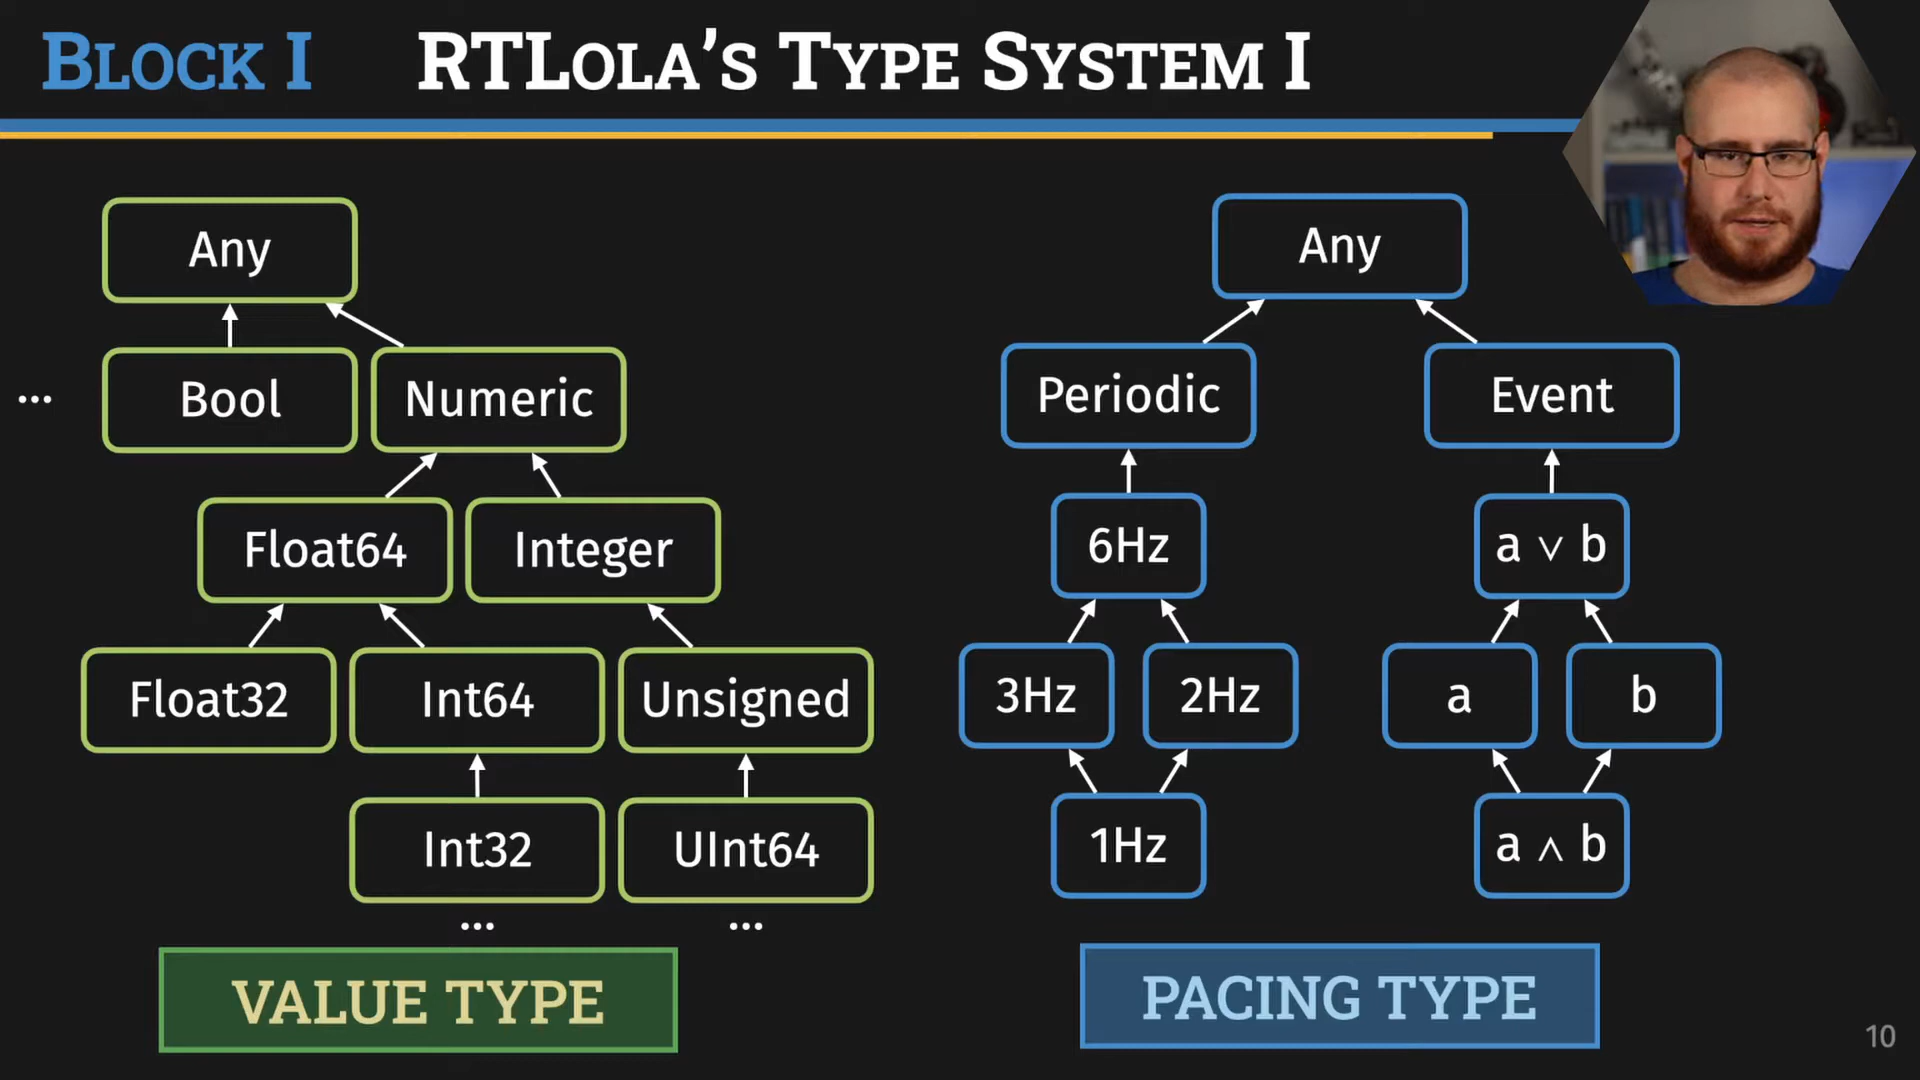 BLOCK I RTLOLA'S TYPE SYSTEM I
Any
Bool
Numeric
...
Float64
Integer
Float32
Int64
Unsigned
Int32
UInt64
...
...
VALUE TYPE
Any
Periodic
Event
6Hz
a ∨ b
3Hz
2Hz
a
b
1Hz
a ∧ b
PACING TYPE
10